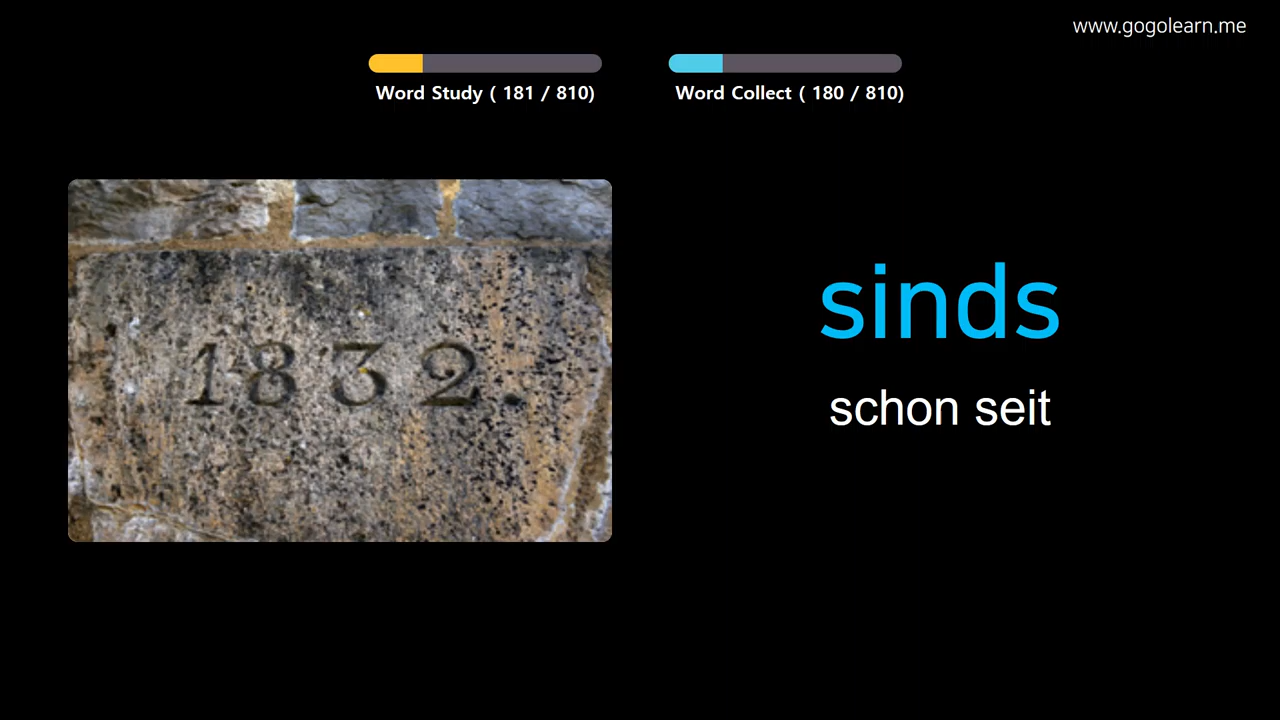 www.gogolearn.me
Word Study ( 181 / 810)
Word Collect ( 180 / 810)
1832.
sinds
schon seit